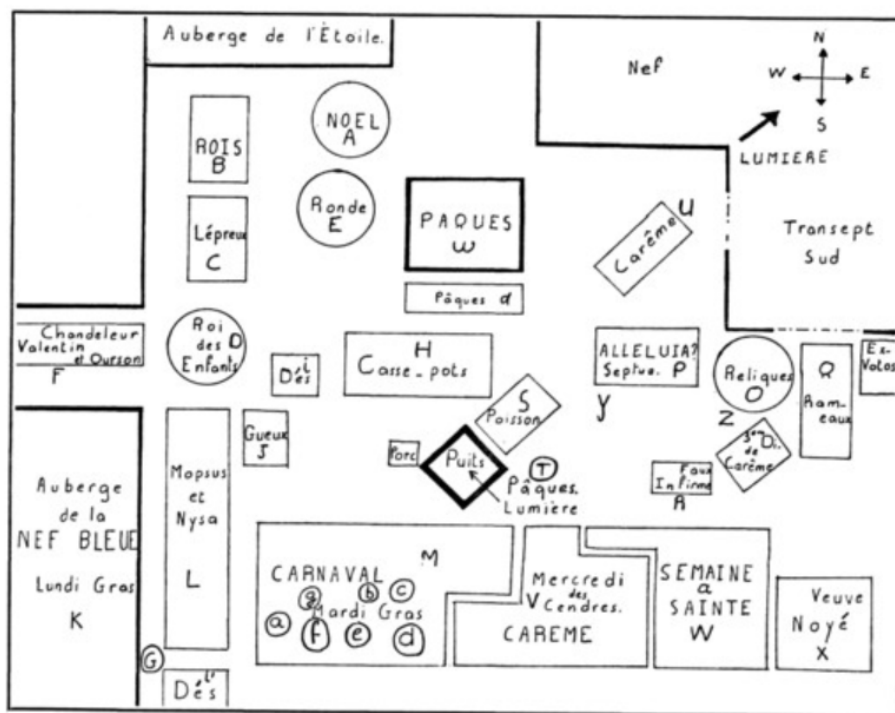 Auberge de l'Étoile.
Nef
N
W E
S
LUMIERE
NOEL
A
ROIS
B
Ronde
E
PAQUES
ω
U
Carême
Transept
Sud
Lépreux
C
Pâques d
Chandeleur
Valentin
et Ourson
F
Roi D
des
Enfants
Dés i
H
Casse-pots
ALLELUIA?
Septua. P
y
Reliques
O
Z
Q
Rameaux
Ex-
Votos
S
Poisson
Gueux
J
Porc
Puits
T
Pâques.
Lumière
3em Di.
de
Carême
Faux
Infirme
R
Auberge
de la
NEF BLEUE
Lundi Gras
K
Mopsus
et
Nysa
L
M
CARNAVAL
g b c
Mardi Gras
a f e d
Mercredi
V des
Cendres.
CAREME
SEMAINE
a
SAINTE
W
Veuve
Noyé
X
G
Dés i'